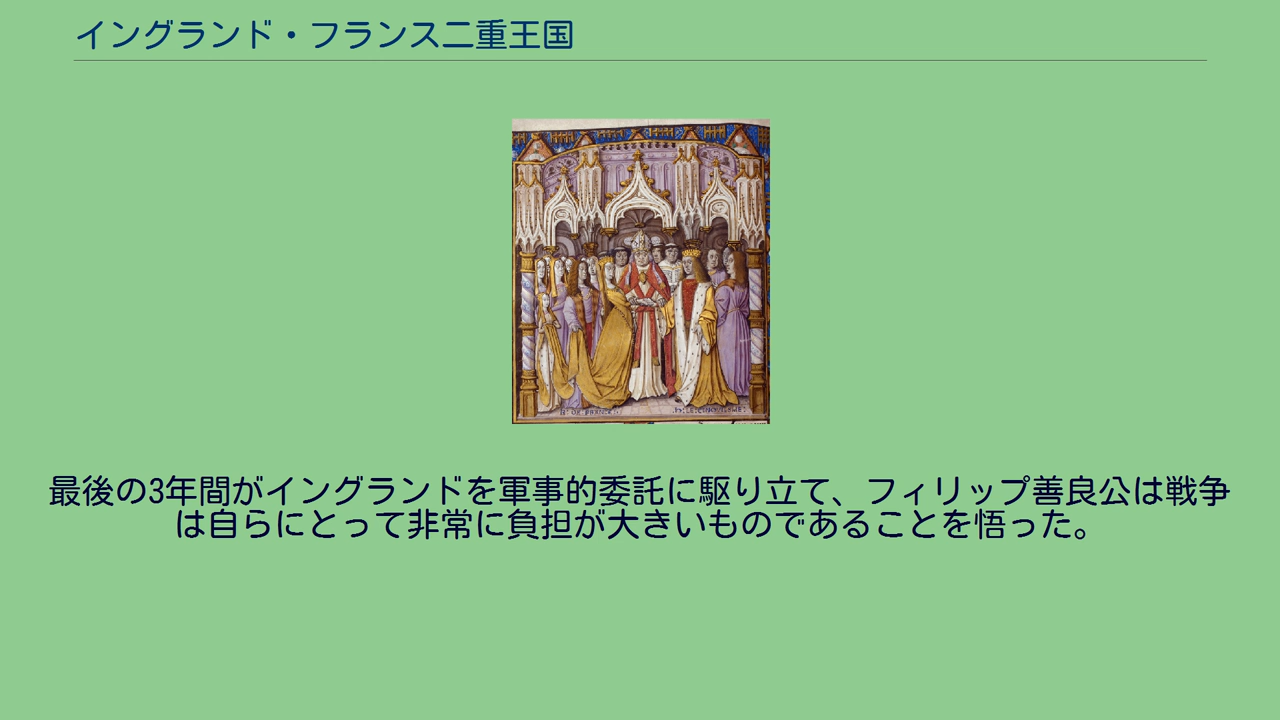 イングランド・フランス二重王国
最後の3年間がイングランドを軍事的委託に駆り立て、フィリップ善良公は戦争
は自らにとって非常に負担が大きいものであることを悟った。